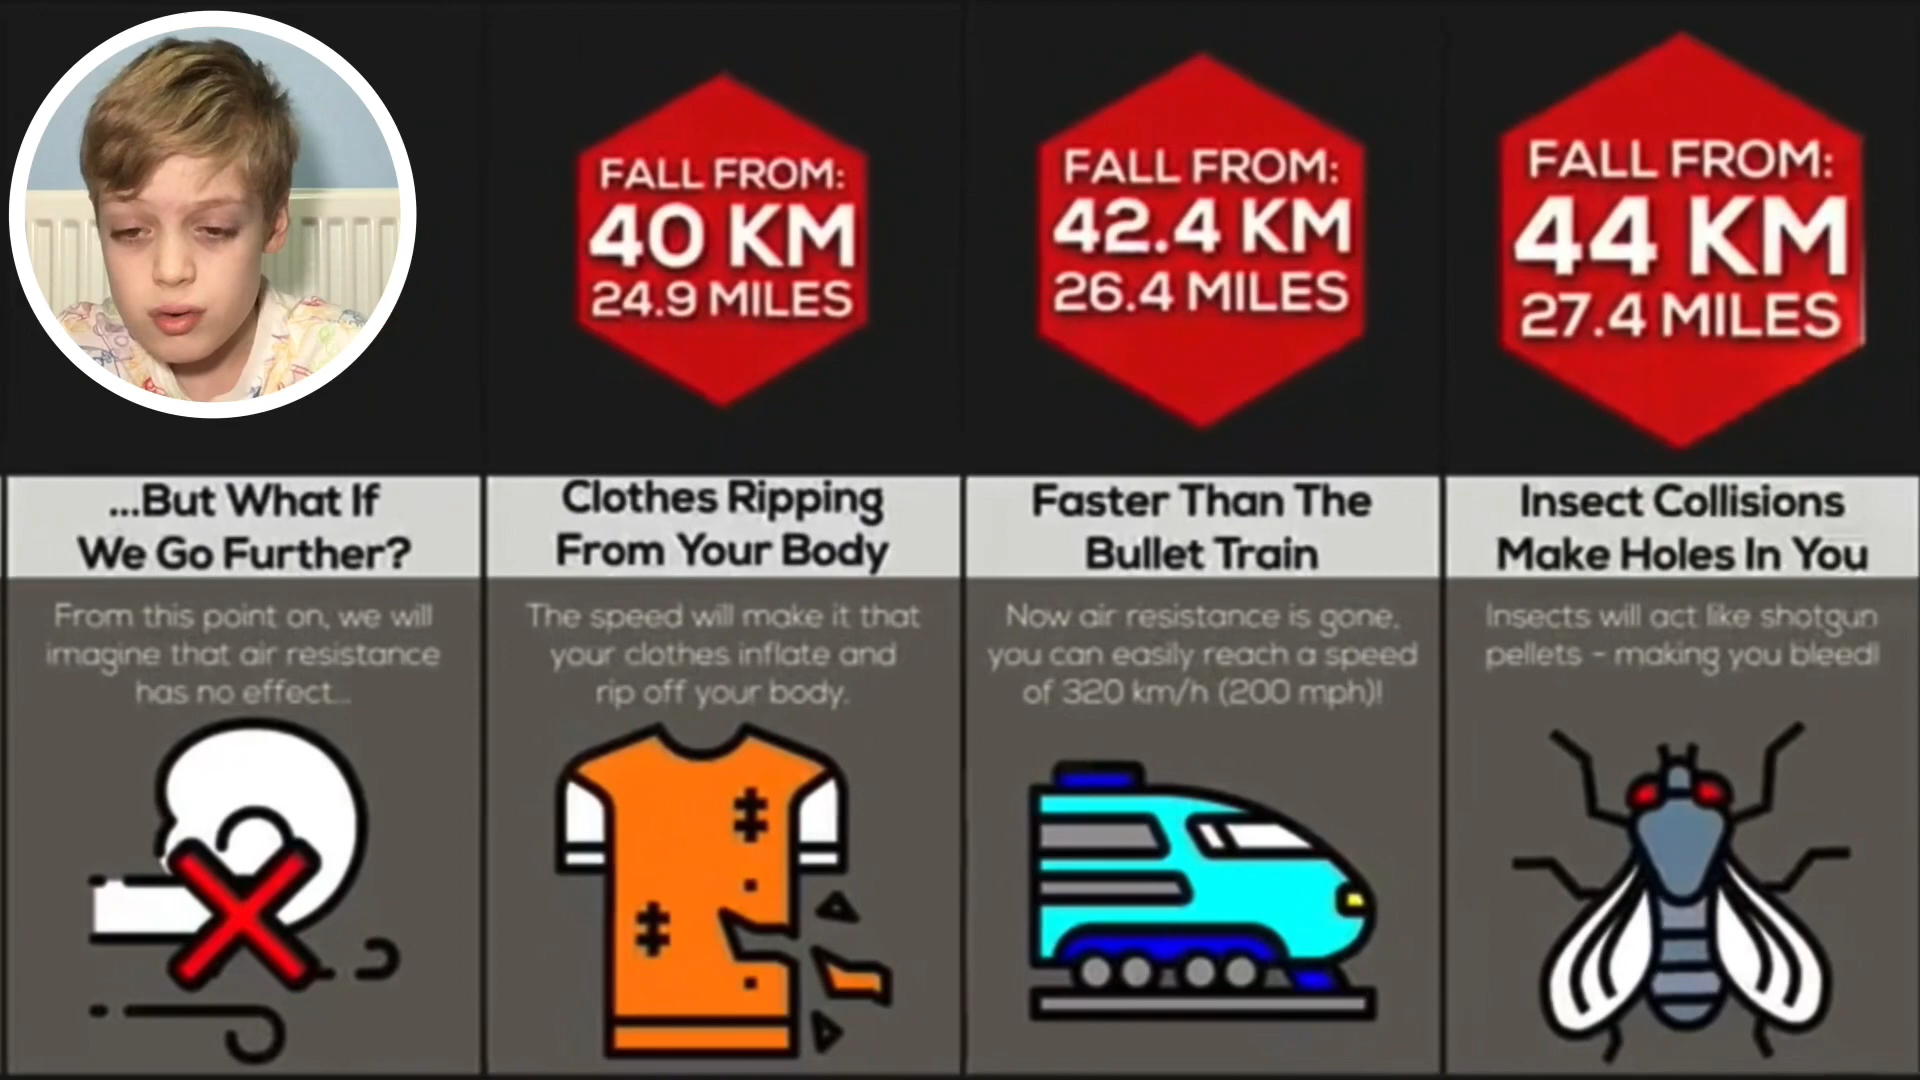 FALL FROM:
40 KM
24.9 MILES
FALL FROM:
42.4 KM
26.4 MILES
FALL FROM:
44 KM
27.4 MILES
...But What If
We Go Further?
From this point on, we will
imagine that air resistance
has no effect...
Clothes Ripping
From Your Body
The speed will make it that
your clothes inflate and
rip off your body.
Faster Than The
Bullet Train
Now air resistance is gone,
you can easily reach a speed
of 320 km/h (200 mph)!
Insect Collisions
Make Holes In You
Insects will act like shotgun
pellets - making you bleed!